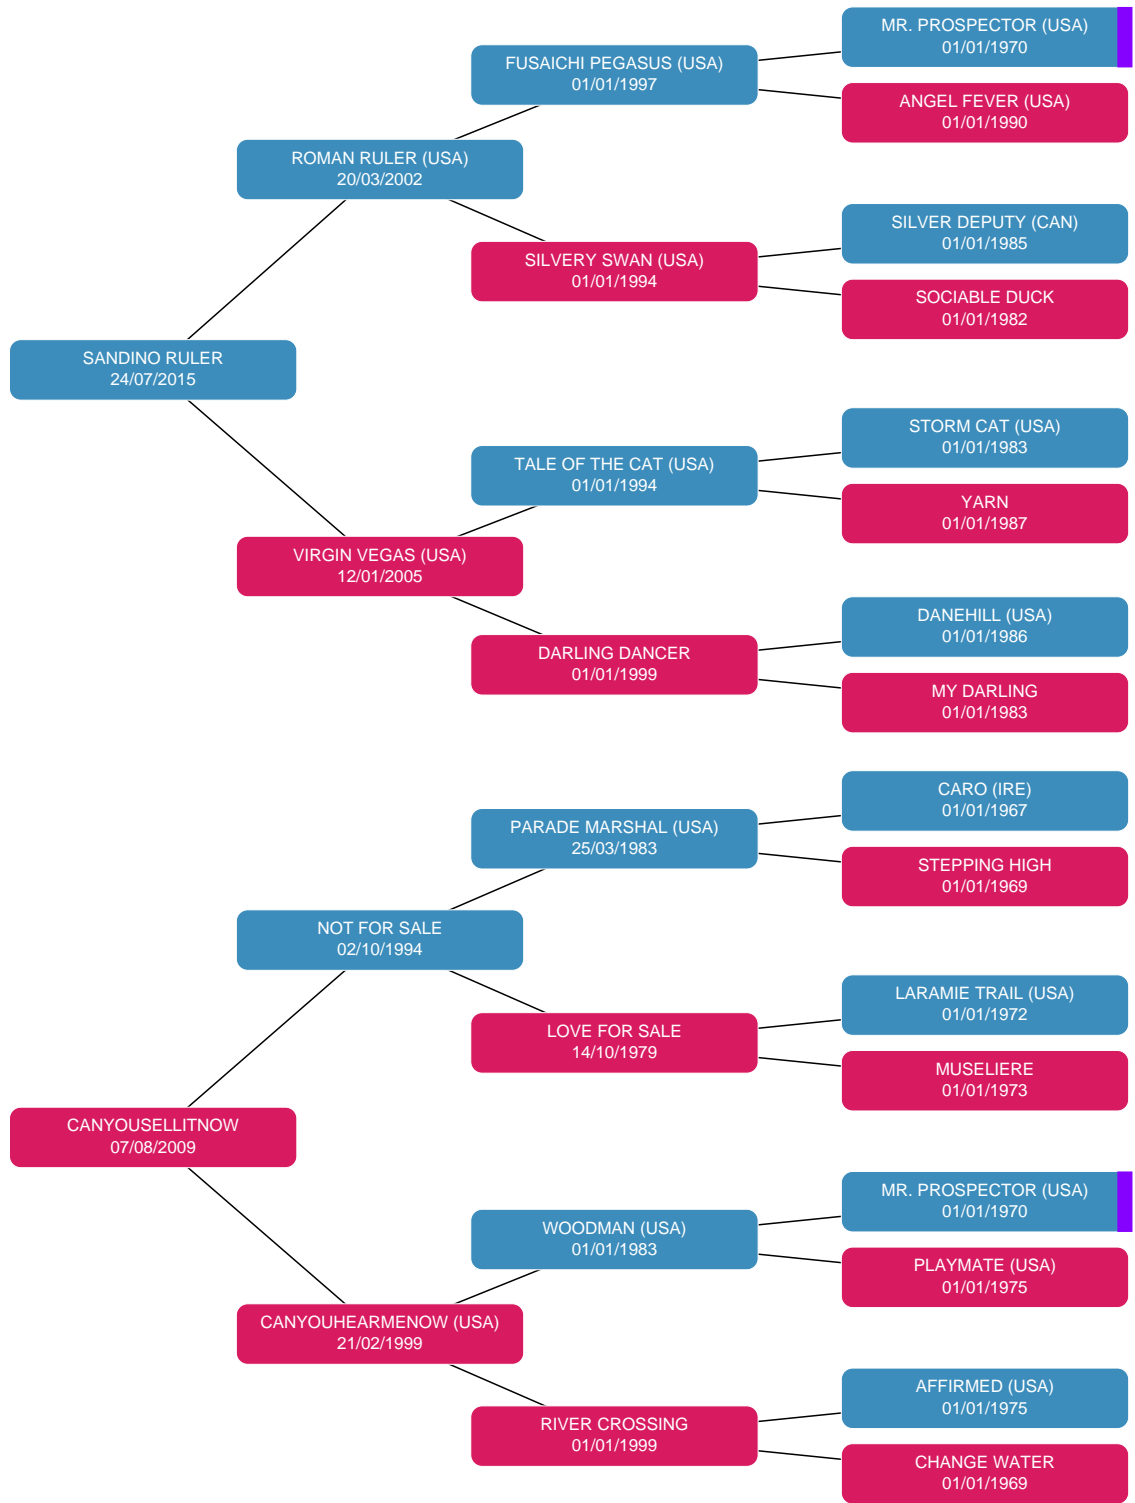 MR. PROSPECTOR (USA)
01/01/1970
FUSAICHI PEGASUS (USA)
01/01/1997
ANGEL FEVER (USA)
01/01/1990
ROMAN RULER (USA)
20/03/2002
SILVER DEPUTY (CAN)
01/01/1985
SILVERY SWAN (USA)
01/01/1994
SOCIABLE DUCK
01/01/1982
SANDINO RULER
24/07/2015
STORM CAT (USA)
01/01/1983
TALE OF THE CAT (USA)
01/01/1994
YARN
01/01/1987
VIRGIN VEGAS (USA)
12/01/2005
DANEHILL (USA)
01/01/1986
DARLING DANCER
01/01/1999
MY DARLING
01/01/1983
CARO (IRE)
01/01/1967
PARADE MARSHAL (USA)
25/03/1983
STEPPING HIGH
01/01/1969
NOT FOR SALE
02/10/1994
LARAMIE TRAIL (USA)
01/01/1972
LOVE FOR SALE
14/10/1979
MUSELIERE
01/01/1973
CANYOUSELLITNOW
07/08/2009
MR. PROSPECTOR (USA)
01/01/1970
WOODMAN (USA)
01/01/1983
PLAYMATE (USA)
01/01/1975
CANYOUHEARMENOW (USA)
21/02/1999
AFFIRMED (USA)
01/01/1975
RIVER CROSSING
01/01/1999
CHANGE WATER
01/01/1969